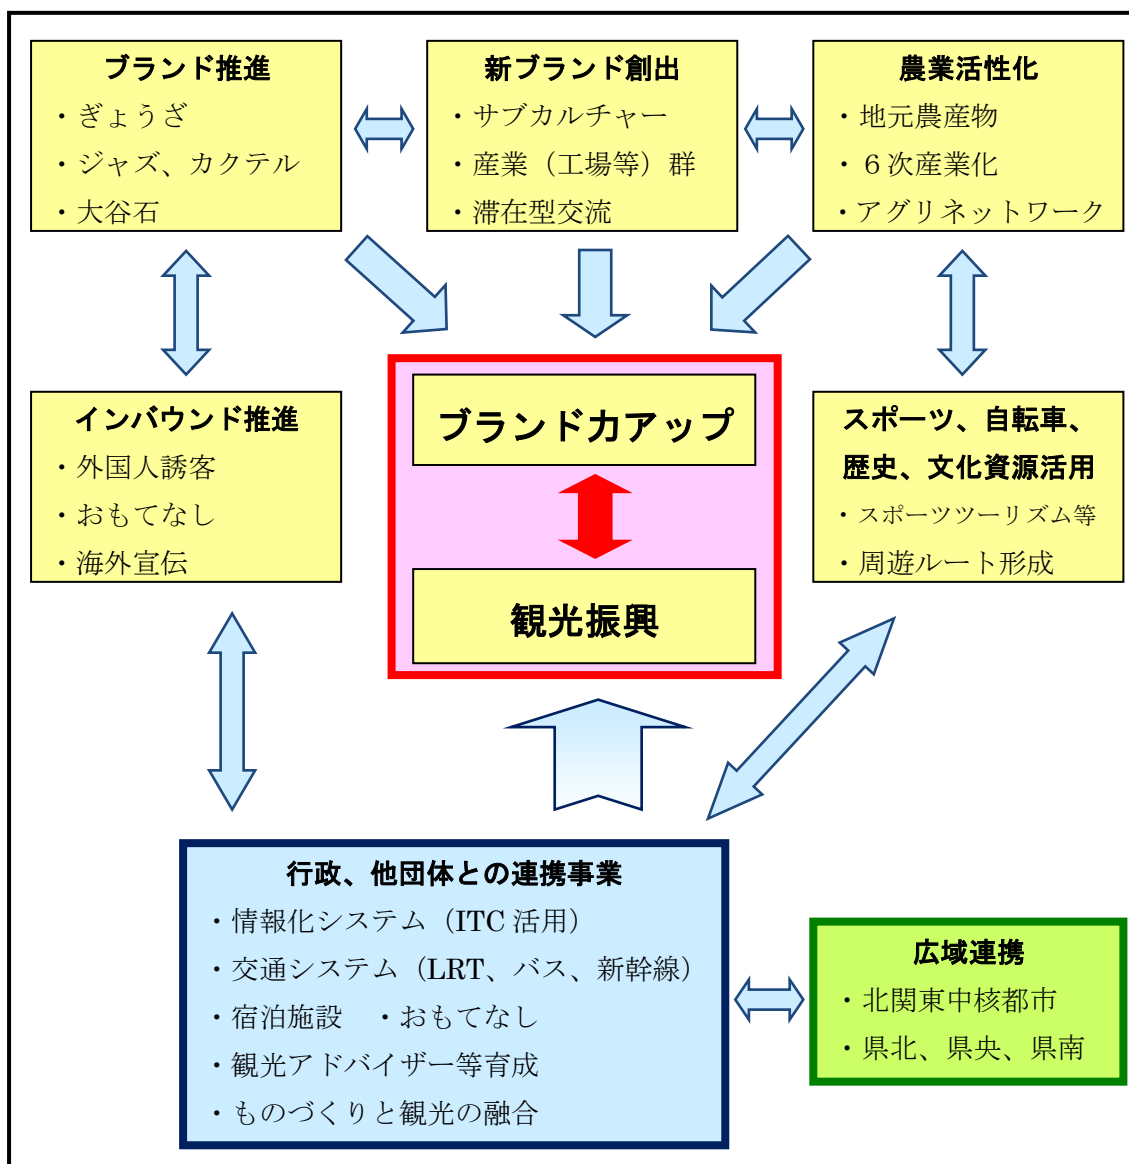 ブランド推進
・ぎょうざ
・ジャズ、カクテル
・大谷石
新ブランド創出
・サブカルチャー
・産業（工場等）群
・滞在型交流
農業活性化
・地元農産物
・６次産業化
・アグリネットワーク
インバウンド推進
・外国人誘客
・おもてなし
・海外宣伝
ブランド力アップ
観光振興
スポーツ、自転車、
歴史、文化資源活用
・スポーツツーリズム等
・周遊ルート形成
行政、他団体との連携事業
・情報化システム（ITC 活用）
・交通システム（LRT、バス、新幹線）
・宿泊施設　・おもてなし
・観光アドバイザー等育成
・ものづくりと観光の融合
広域連携
・北関東中核都市
・県北、県央、県南